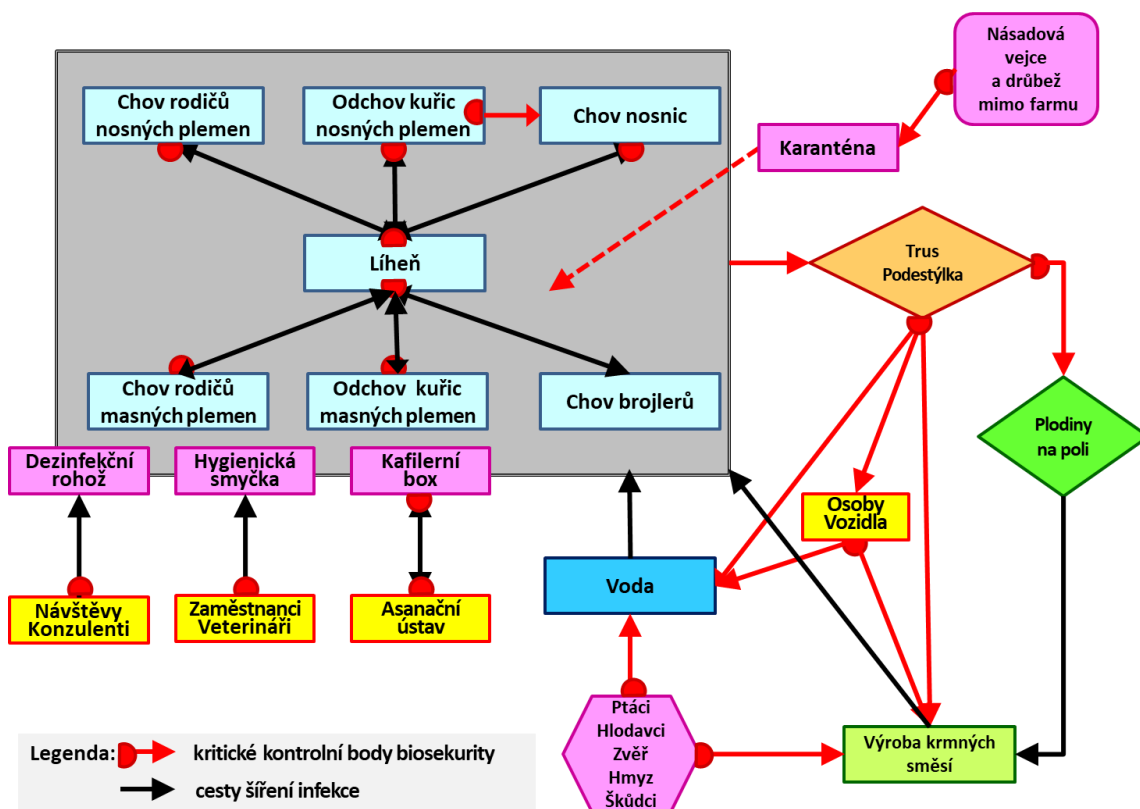 Násadová
vejce
a drůbež
mimo farmu
Chov rodičů
nosných plemen
Odchov kuřic
nosných plemen
Chov nosnic
Karanténa
Líheň
Trus
Podestýlka
Chov rodičů
masných plemen
Odchov kuřic
masných plemen
Chov brojlerů
Plodiny
na poli
Dezinfekční
rohož
Hygienická
smyčka
Kafilerní
box
Osoby
Vozidla
Voda
Návštěvy
Konzulenti
Zaměstnanci
Veterináři
Asanační
ústav
Ptáci
Hlodavci
Zvěř
Hmyz
Škůdci
Výroba krmných
směsí
Legenda:
kritické kontrolní body biosekurity
cesty šíření infekce